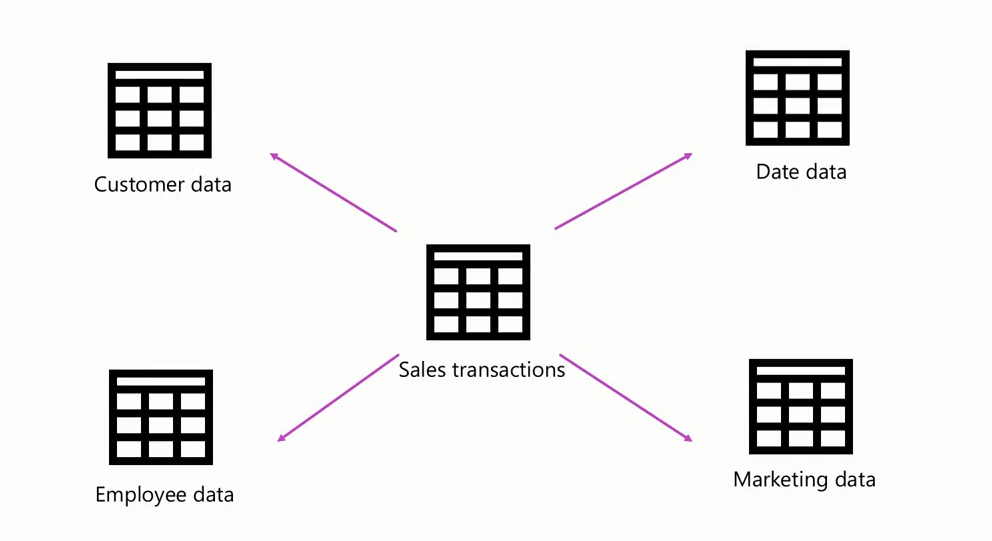 Customer data
Date data
Sales transactions
Employee data
Marketing data